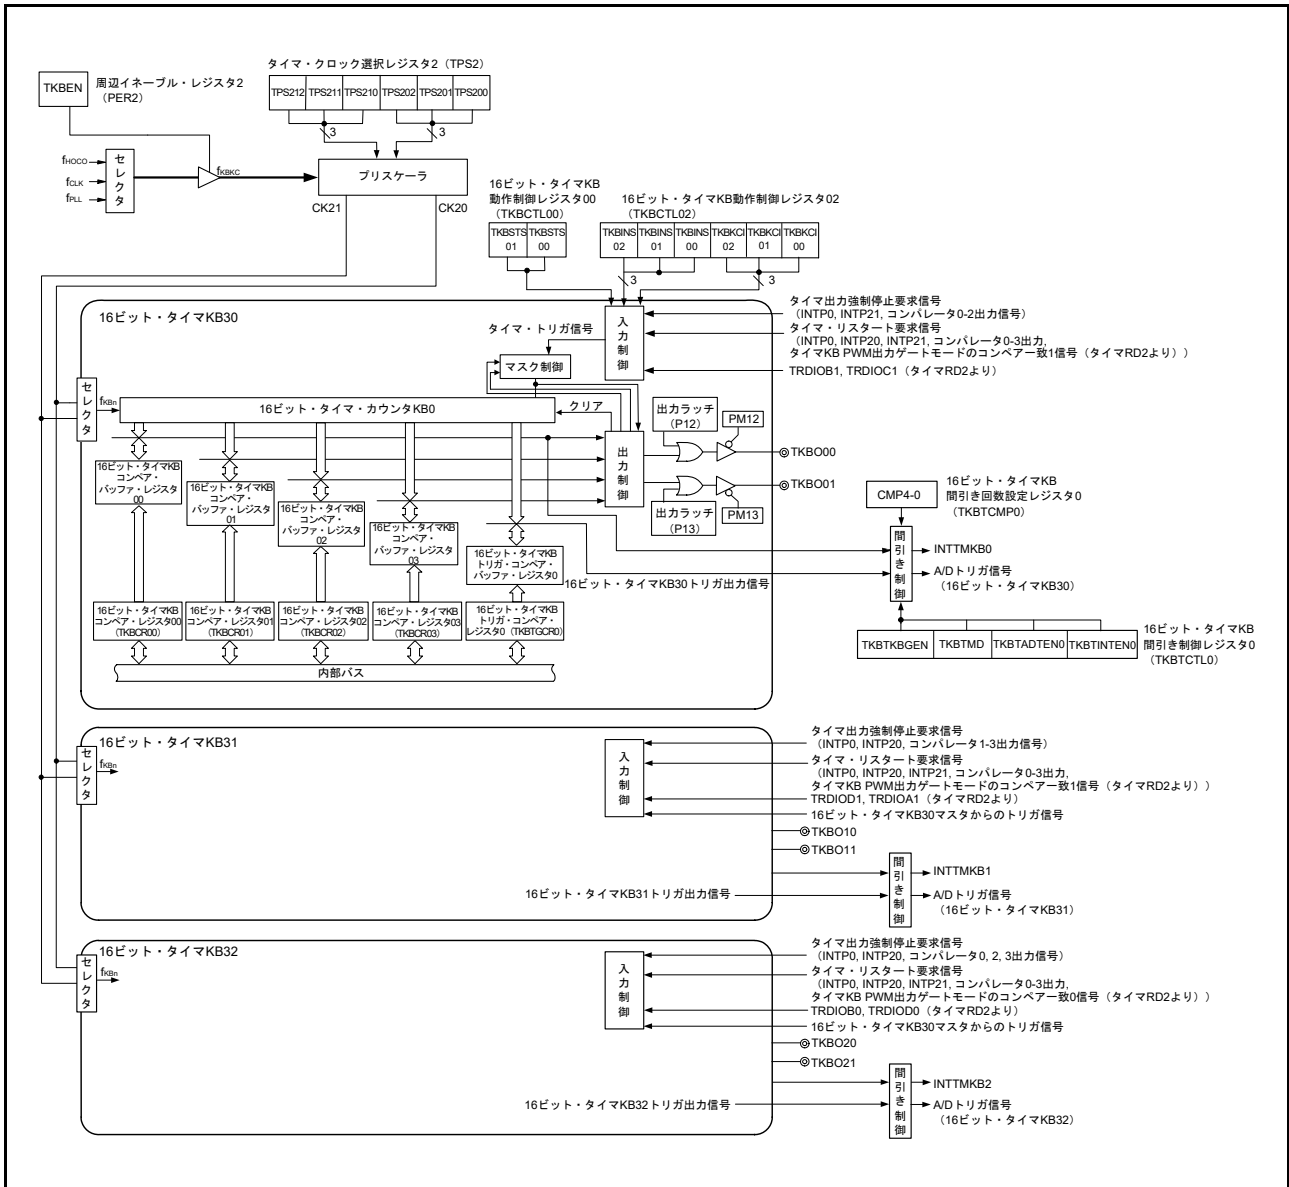 タイマ・クロック選択レジスタ2（TPS2）
TKBEN
周辺イネーブル・レジスタ2
（PER2）
TPS212 TPS211 TPS210 TPS202 TPS201 TPS200
3 3
fHOCO
fCLK
fPLL
セレクタ
fKBKC
プリスケーラ
CK21 CK20
16ビット・タイマKB
動作制御レジスタ00
（TKBCTL00）
TKBSTS01 TKBSTS00
16ビット・タイマKB動作制御レジスタ02
（TKBCTL02）
TKBINS02 TKBINS01 TKBINS00 TKBKCI02 TKBKCI01 TKBKCI00
3 3
16ビット・タイマKB30
入力制御
タイマ出力強制停止要求信号
（INTP0, INTP21, コンパレータ0-2出力信号）
タイマ・リスタート要求信号
（INTP0, INTP20, INTP21, コンパレータ0-3出力,
タイマKB PWM出力ゲートモードのコンペア一致1信号（タイマRD2より））
TRDIOB1, TRDIOC1（タイマRD2より）
タイマ・トリガ信号
マスク制御
セレクタ
fKBn
16ビット・タイマ・カウンタKB0
クリア
出力制御
出力ラッチ
（P12）
PM12
TKBO00
TKBO01
出力ラッチ
（P13）
PM13
16ビット・タイマKB
コンペア・
バッファ・レジスタ
00
16ビット・タイマKB
コンペア・
バッファ・レジスタ
01
16ビット・タイマKB
コンペア・
バッファ・レジスタ
02
16ビット・タイマKB
コンペア・
バッファ・レジスタ
03
16ビット・タイマKB
トリガ・コンペア・
バッファ・レジスタ0
16ビット・タイマKB30トリガ出力信号
CMP4-0
16ビット・タイマKB
間引き回数設定レジスタ0
（TKBTCMP0）
間引き制御
INTTMKB0
A/Dトリガ信号
（16ビット・タイマKB30）
TKBTKBGEN TKBTMD TKBTADTEN0 TKBTINTEN0
16ビット・タイマKB
間引き制御レジスタ0
（TKBTCTL0）
16ビット・タイマKB
コンペア・レジスタ00
（TKBCR00）
16ビット・タイマKB
コンペア・レジスタ01
（TKBCR01）
16ビット・タイマKB
コンペア・レジスタ02
（TKBCR02）
16ビット・タイマKB
コンペア・レジスタ03
（TKBCR03）
16ビット・タイマKB
トリガ・コンペア・
レジスタ0（TKBTGCR0）
内部バス
16ビット・タイマKB31
セレクタ
fKBn
入力制御
タイマ出力強制停止要求信号
（INTP0, INTP20, コンパレータ1-3出力信号）
タイマ・リスタート要求信号
（INTP0, INTP20, INTP21, コンパレータ0-3出力,
タイマKB PWM出力ゲートモードのコンペア一致1信号（タイマRD2より））
TRDIOD1, TRDIOA1（タイマRD2より）
16ビット・タイマKB30マスタからのトリガ信号
TKBO10
TKBO11
間引き制御
INTTMKB1
16ビット・タイマKB31トリガ出力信号
A/Dトリガ信号
（16ビット・タイマKB31）
16ビット・タイマKB32
セレクタ
fKBn
入力制御
タイマ出力強制停止要求信号
（INTP0, INTP20, コンパレータ0, 2, 3出力信号）
タイマ・リスタート要求信号
（INTP0, INTP20, INTP21, コンパレータ0-3出力,
タイマKB PWM出力ゲートモードのコンペア一致0信号（タイマRD2より））
TRDIOB0, TRDIOD0（タイマRD2より）
16ビット・タイマKB30マスタからのトリガ信号
TKBO20
TKBO21
間引き制御
INTTMKB2
16ビット・タイマKB32トリガ出力信号
A/Dトリガ信号
（16ビット・タイマKB32）